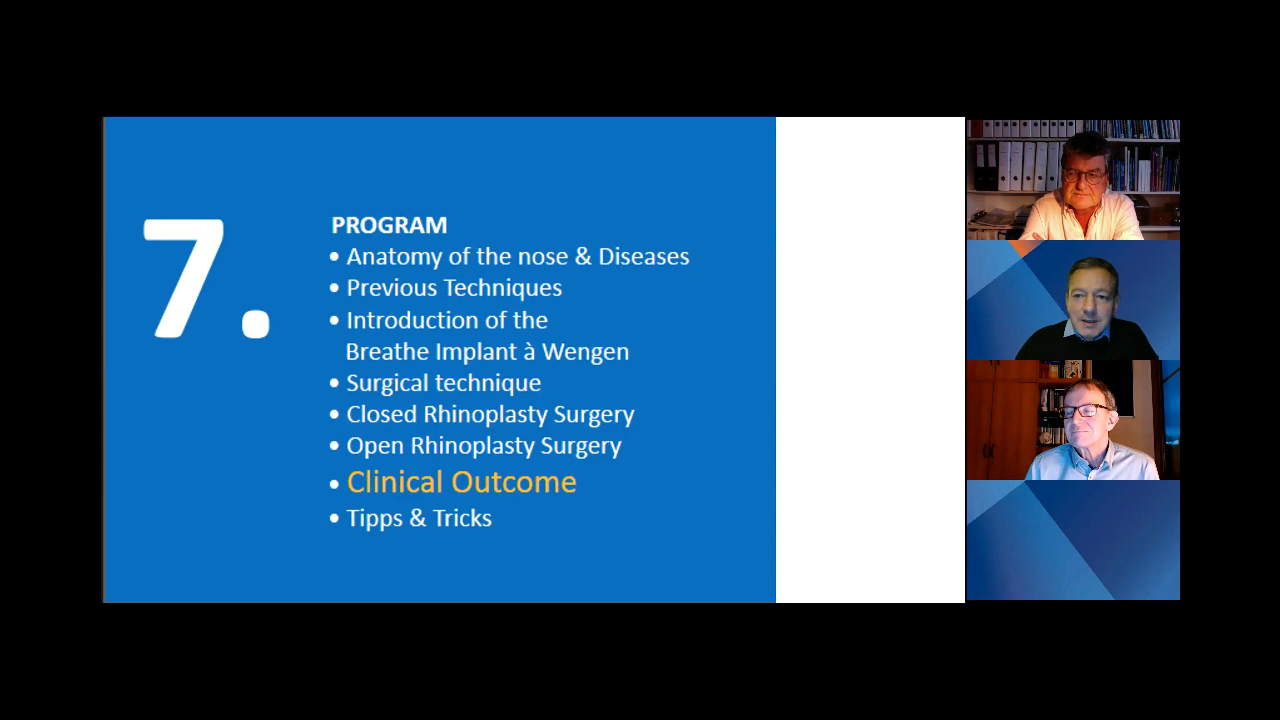 7.
PROGRAM
• Anatomy of the nose & Diseases
• Previous Techniques
• Introduction of the
Breathe Implant à Wengen
• Surgical technique
• Closed Rhinoplasty Surgery
• Open Rhinoplasty Surgery
• Clinical Outcome
• Tipps & Tricks